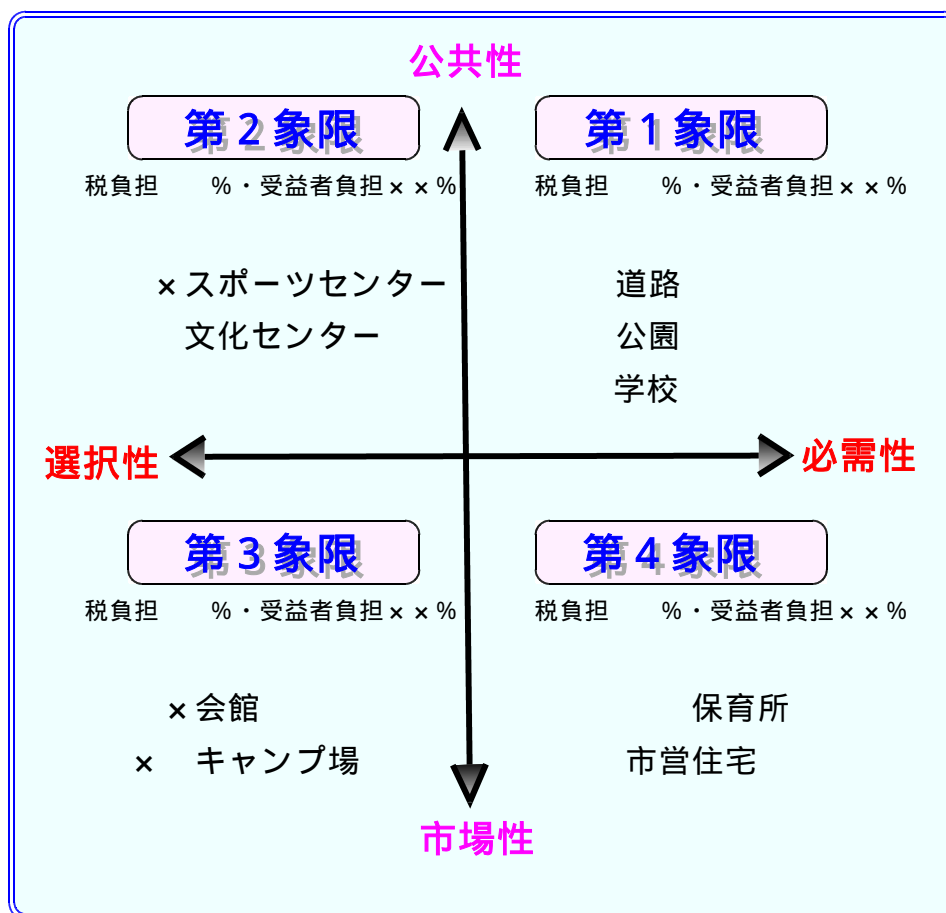 公共性
第2象限
税負担　　%・受益者負担××%
×スポーツセンター
文化センター
第1象限
税負担　　%・受益者負担××%
道路
公園
学校
選択性
必需性
第3象限
税負担　　%・受益者負担××%
×会館
×　キャンプ場
第4象限
税負担　　%・受益者負担××%
保育所
市営住宅
市場性